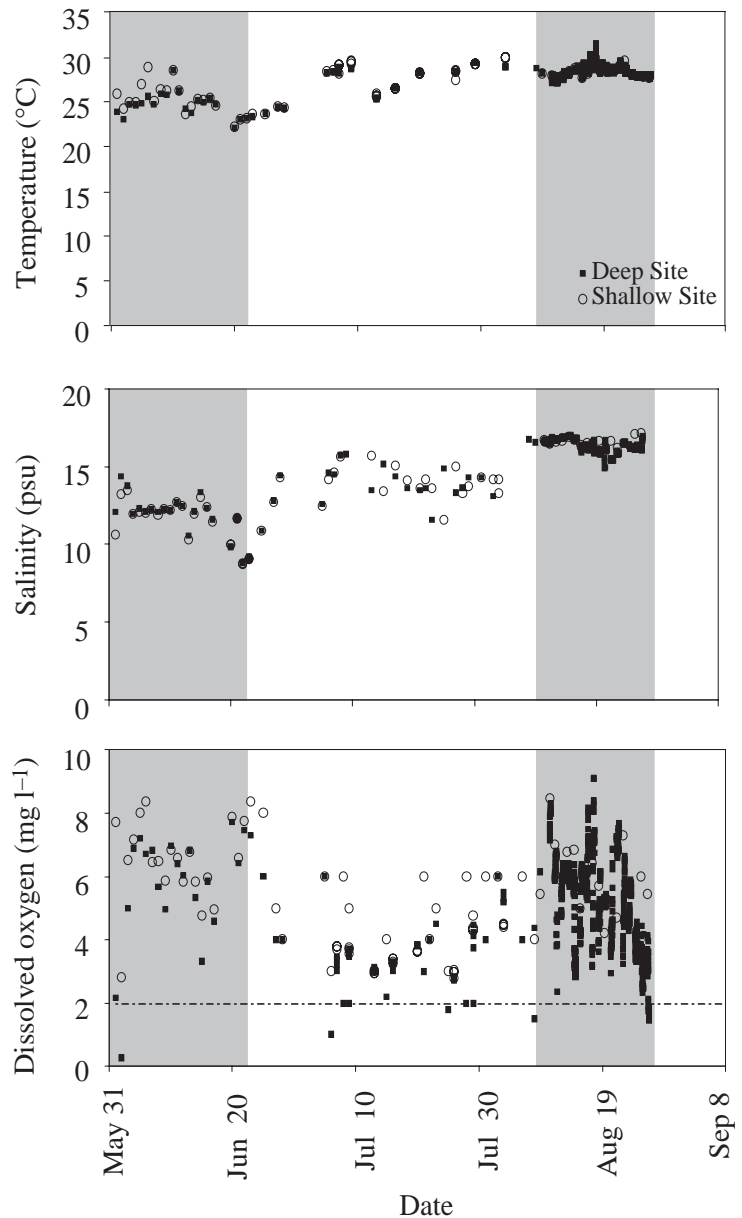 35
30
25
20
15
10
5
0
Temperature (°C)
Deep Site
Shallow Site
20
15
10
5
0
Salinity (psu)
10
8
6
4
2
0
Dissolved oxygen (mg l–1)
May 31
Jun 20
Jul 10
Jul 30
Aug 19
Sep 8
Date